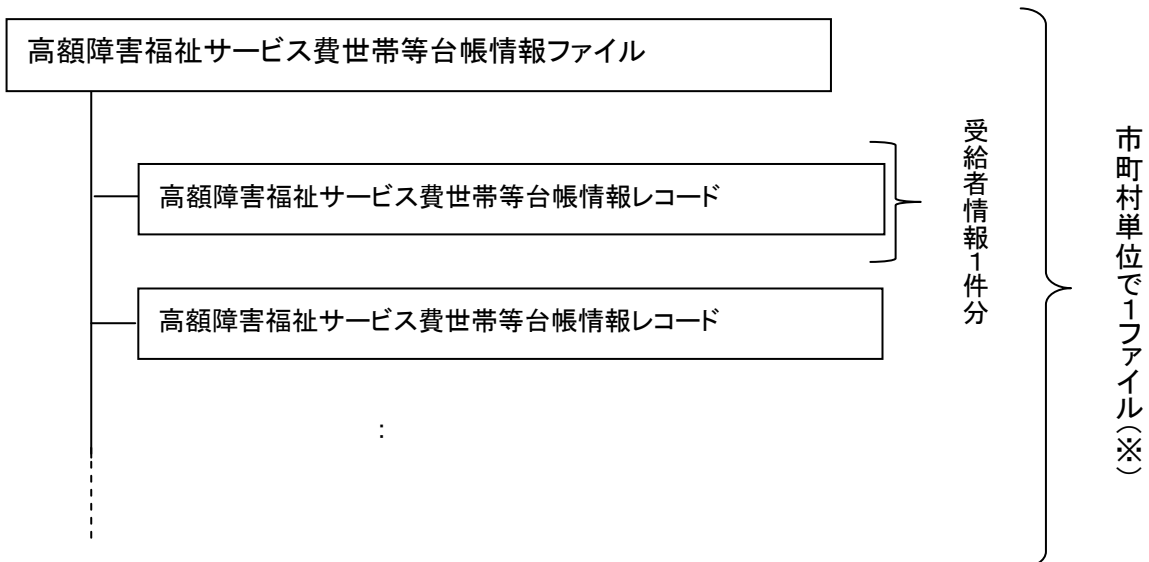 高額障害福祉サービス費世帯等台帳情報ファイル
高額障害福祉サービス費世帯等台帳情報レコード
高額障害福祉サービス費世帯等台帳情報レコード
:
受給者情報1件分
市町村単位で1ファイル(※)